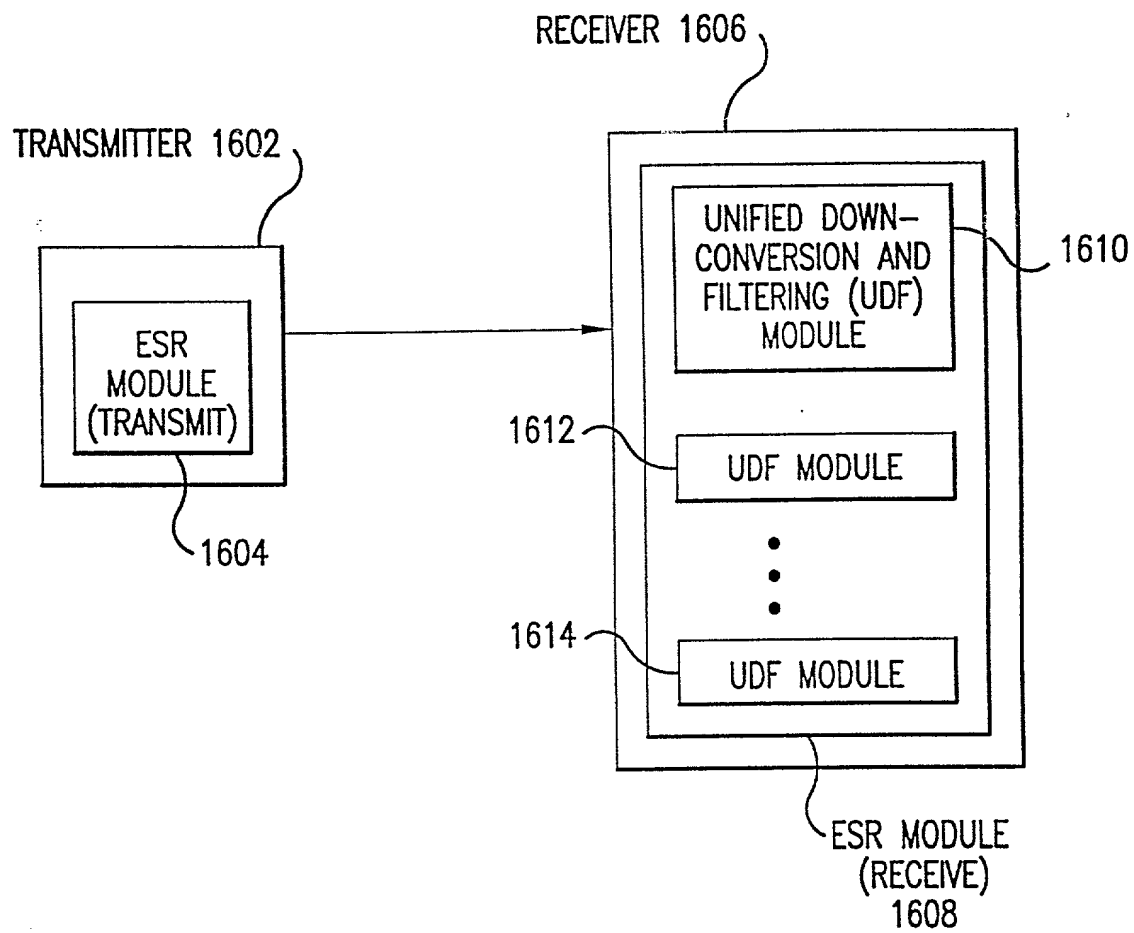 RECEIVER 1606
TRANSMITTER 1602
UNIFIED DOWN-
CONVERSION AND
FILTERING (UDF)
MODULE
1610
ESR
MODULE
(TRANSMIT)
1604
1612
UDF MODULE
1614
UDF MODULE
ESR MODULE
(RECEIVE)
1608